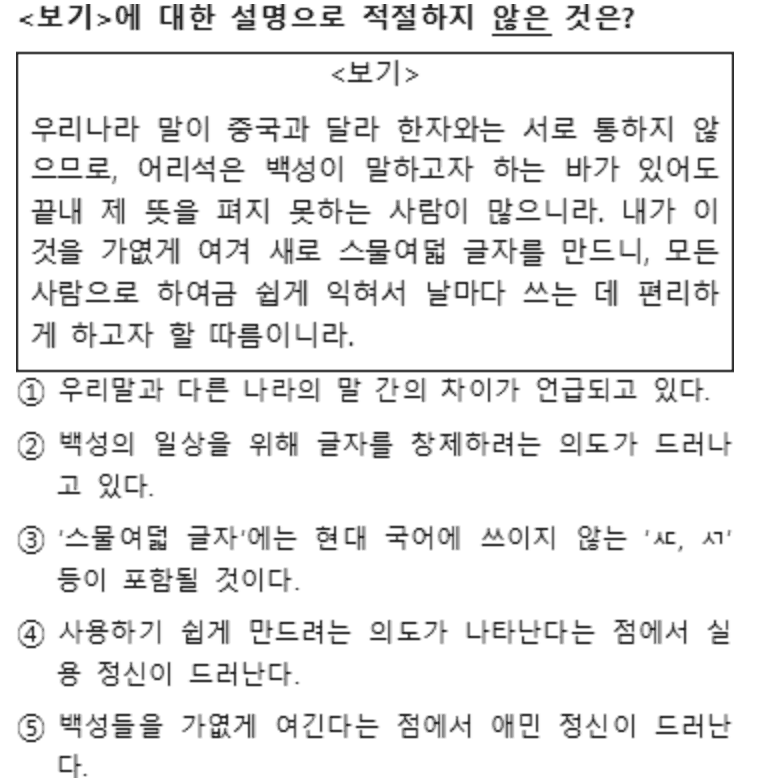 <보기>에 대한 설명으로 적절하지 않은 것은?
<보기>
우리나라 말이 중국과 달라 한자와는 서로 통하지 않
으므로, 어리석은 백성이 말하고자 하는 바가 있어도
끝내 제 뜻을 펴지 못하는 사람이 많으니라. 내가 이
것을 가엾게 여겨 새로 스물여덟 글자를 만드니, 모든
사람으로 하여금 쉽게 익혀서 날마다 쓰는 데 편리하
게 하고자 할 따름이니라.
① 우리말과 다른 나라의 말 간의 차이가 언급되고 있다.
② 백성의 일상을 위해 글자를 창제하려는 의도가 드러나
고 있다.
③ '스물여덟 글자'에는 현대 국어에 쓰이지 않는 'ㅼ, ㅺ'
등이 포함될 것이다.
④ 사용하기 쉽게 만드려는 의도가 나타난다는 점에서 실
용 정신이 드러난다.
⑤ 백성들을 가엾게 여긴다는 점에서 애민 정신이 드러난
다.